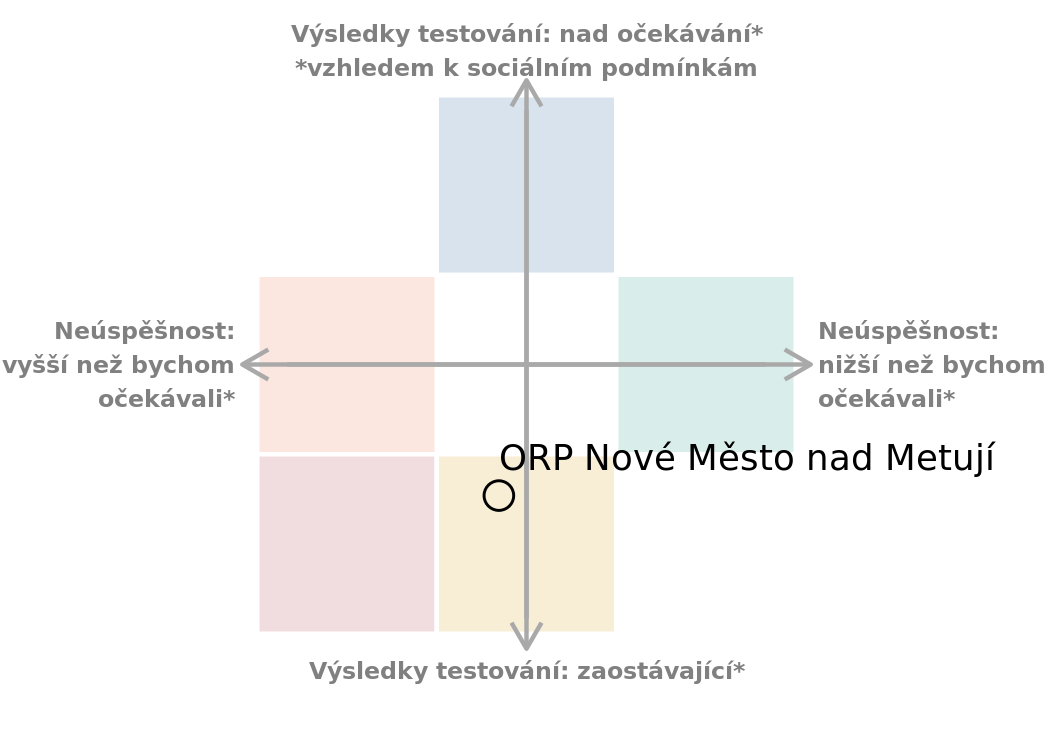 Výsledky testování: nad očekávání*
*vzhledem k sociálním podmínkám
Neúspěšnost:
vyšší než bychom
očekávali*
Neúspěšnost:
nižší než bychom
očekávali*
ORP Nové Město nad Metují
Výsledky testování: zaostávající*